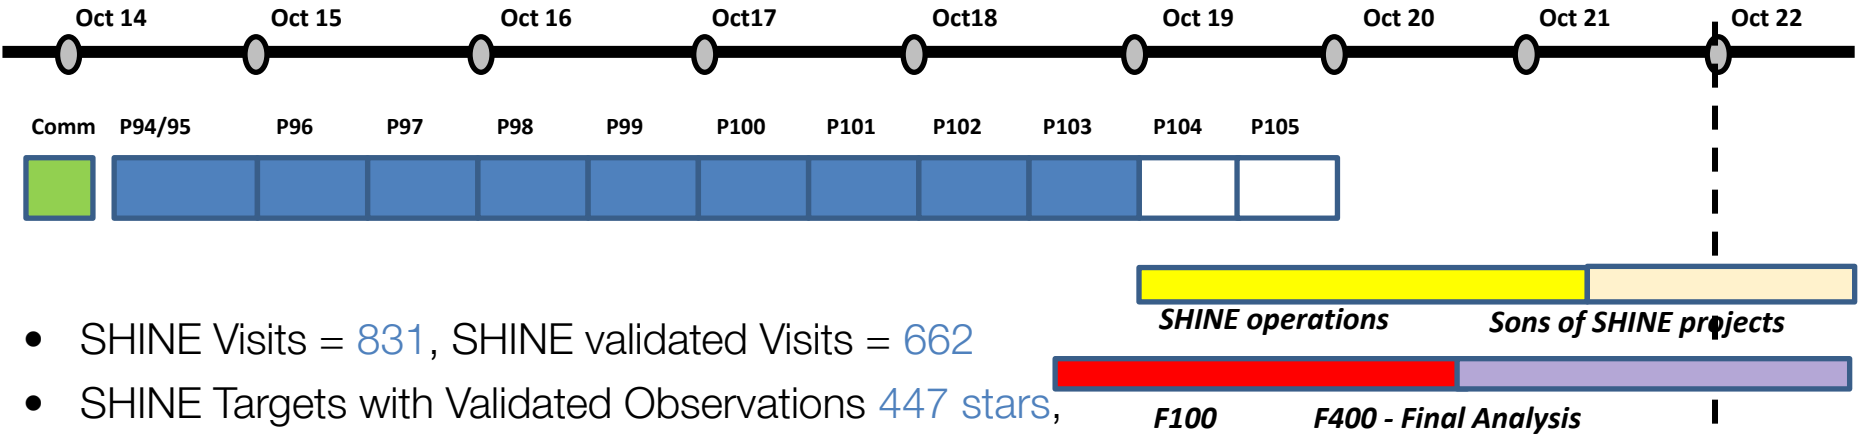 Oct 14 Oct 15 Oct 16 Oct17 Oct18 Oct 19 Oct 20 Oct 21 Oct 22
Comm P94/95 P96 P97 P98 P99 P100 P101 P102 P103 P104 P105
SHINE operations Sons of SHINE projects
• SHINE Visits = 831, SHINE validated Visits = 662
• SHINE Targets with Validated Observations 447 stars,
F100 F400 - Final Analysis